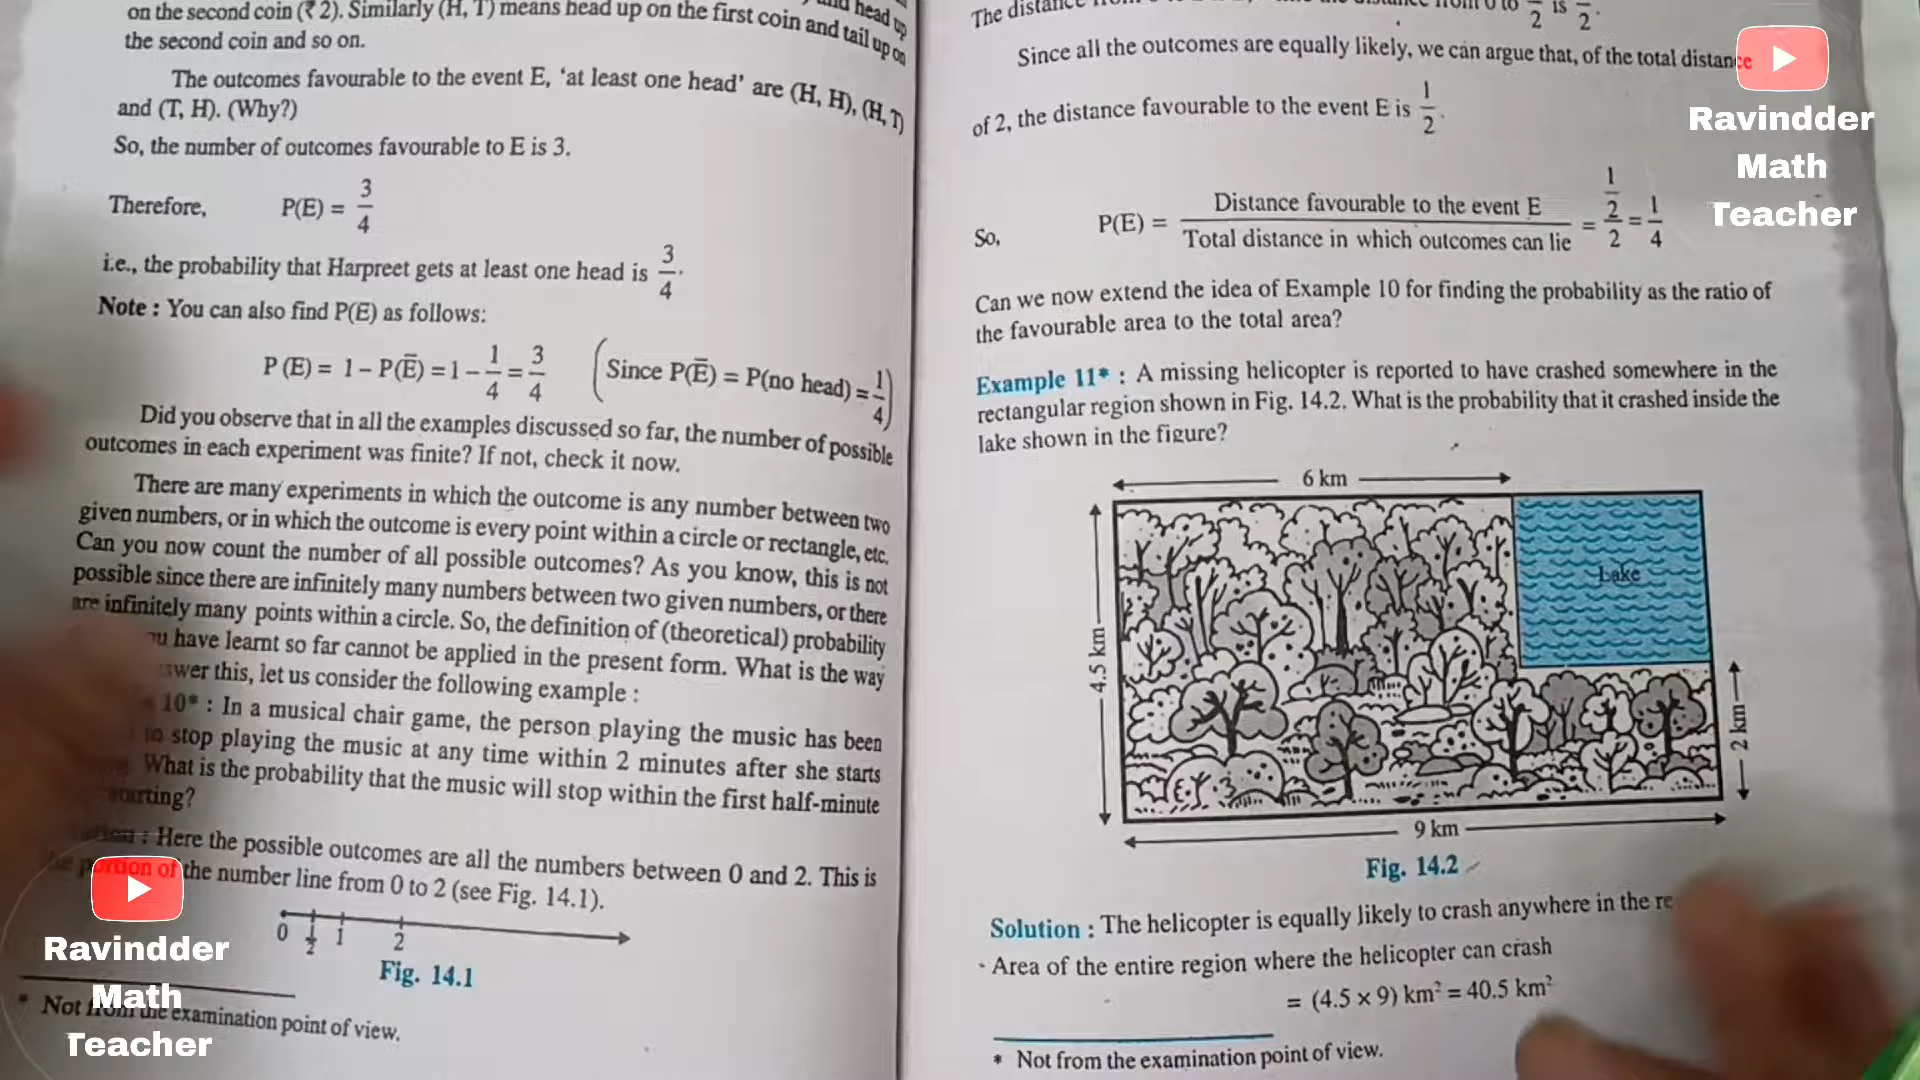 on the second coin (₹ 2). Similarly (H, T) means head up on the first coin and tail up on
the second coin and so on.
The outcomes favourable to the event E, ‘at least one head’ are (H, H), (H, T)
and (T, H). (Why?)
So, the number of outcomes favourable to E is 3.
Therefore, P(E) = 3/4
i.e., the probability that Harpreet gets at least one head is 3/4.
Note : You can also find P(E) as follows:
P (E) = 1 – P(Ē) = 1 – 1/4 = 3/4 (Since P(Ē) = P(no head) = 1/4)
Did you observe that in all the examples discussed so far, the number of possible
outcomes in each experiment was finite? If not, check it now.
There are many experiments in which the outcome is any number between two
given numbers, or in which the outcome is every point within a circle or rectangle, etc.
Can you now count the number of all possible outcomes? As you know, this is not
possible since there are infinitely many numbers between two given numbers, or there
are infinitely many points within a circle. So, the definition of (theoretical) probability
have learnt so far cannot be applied in the present form. What is the way
this, let us consider the following example :
10* : In a musical chair game, the person playing the music has been
to stop playing the music at any time within 2 minutes after she starts
What is the probability that the music will stop within the first half-minute
starting?
Here the possible outcomes are all the numbers between 0 and 2. This is
portion of the number line from 0 to 2 (see Fig. 14.1).
0 1/2 1 2
Fig. 14.1
* Not from the examination point of view.
Ravindder
Math
Teacher
Since all the outcomes are equally likely, we can argue that, of the total distance
of 2, the distance favourable to the event E is 1/2.
So, P(E) = Distance favourable to the event E / Total distance in which outcomes can lie = 1/2 / 2 = 1/4
Can we now extend the idea of Example 10 for finding the probability as the ratio of
the favourable area to the total area?
Example 11* : A missing helicopter is reported to have crashed somewhere in the
rectangular region shown in Fig. 14.2. What is the probability that it crashed inside the
lake shown in the figure?
6 km
Lake
4.5 km
2 km
9 km
Fig. 14.2
Solution : The helicopter is equally likely to crash anywhere in the
Area of the entire region where the helicopter can crash
= (4.5 × 9) km² = 40.5 km²
* Not from the examination point of view.
Ravindder
Math
Teacher